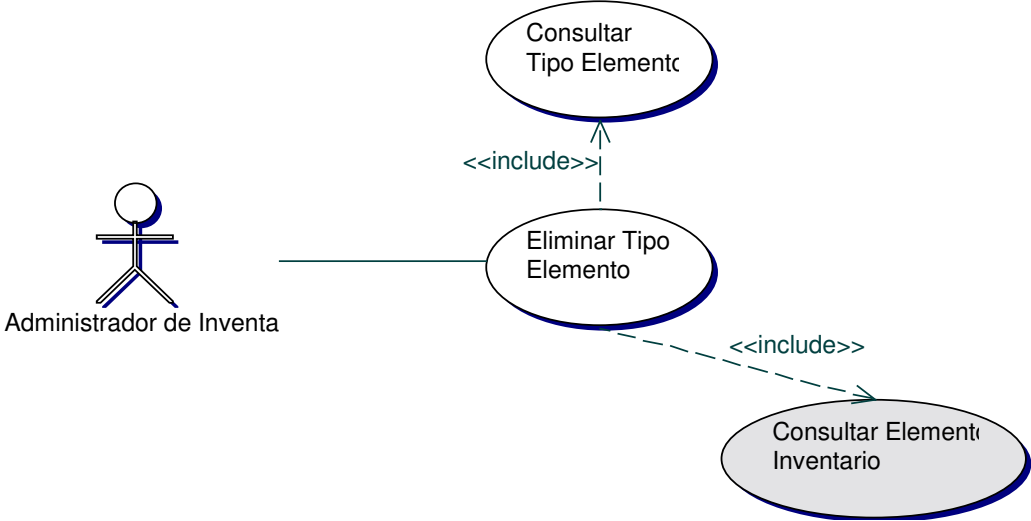 Consultar
Tipo Elemento
<<include>>
Eliminar Tipo
Elemento
Administrador de Inventa
<<include>>
Consultar Elemento
Inventario